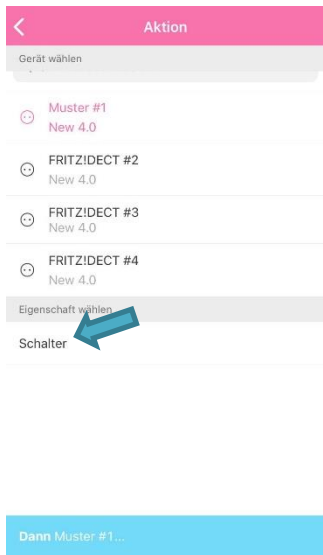 Aktion
Gerät wählen
Muster #1
New 4.0
FRITZ!DECT #2
New 4.0
FRITZ!DECT #3
New 4.0
FRITZ!DECT #4
New 4.0
Eigenschaft wählen
Schalter
Dann Muster #1...